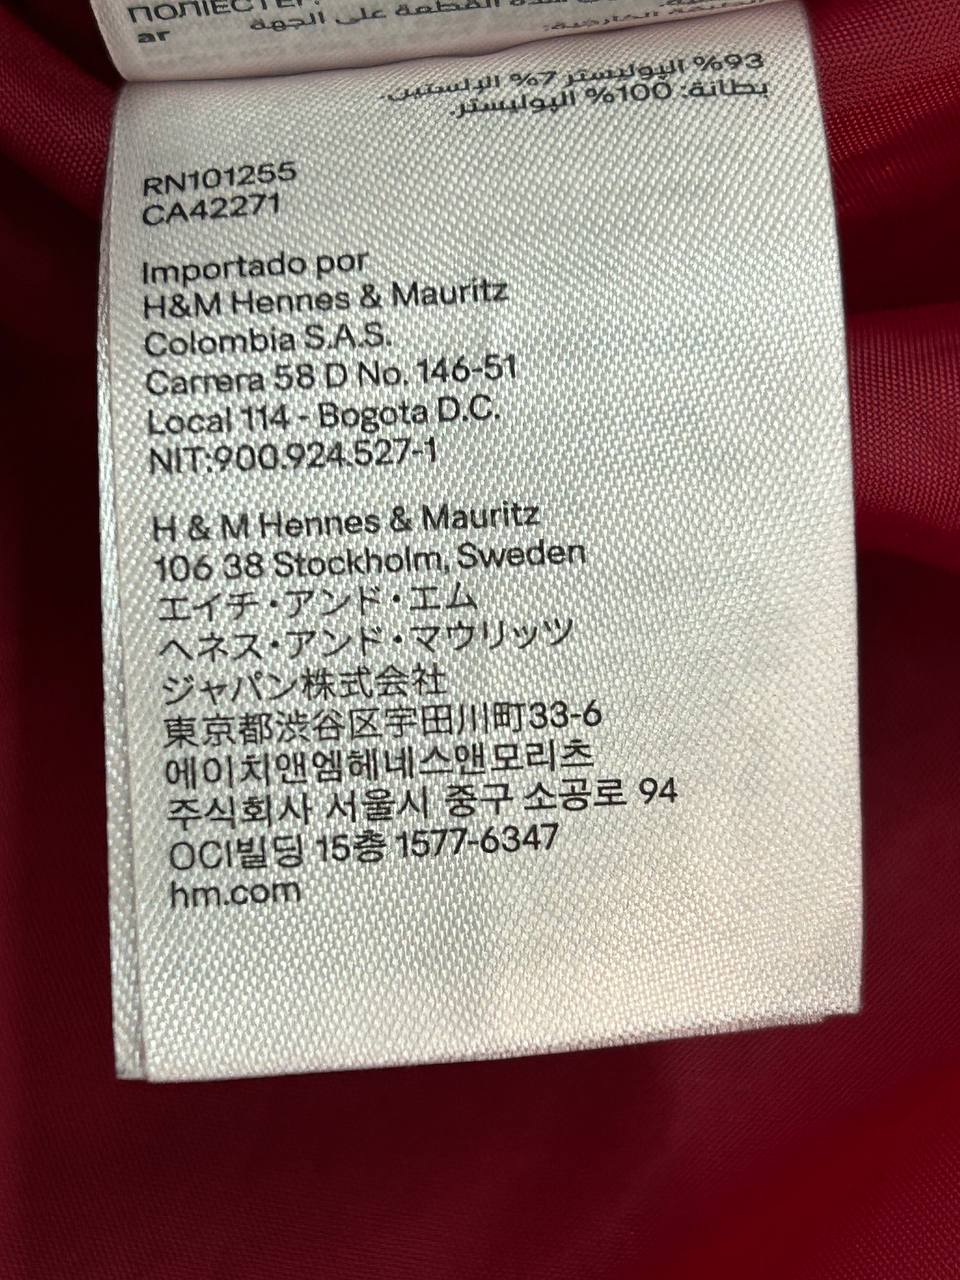 ПОЛІЕСТЕР.
ar
القطعة على الجهة
93% البوليستر 7% الإلستين.
بطانة: 100% البوليستر.
RN101255
CA42271
Importado por
H&M Hennes & Mauritz
Colombia S.A.S.
Carrera 58 D No. 146-51
Local 114 - Bogota D.C.
NIT:900.924.527-1
H & M Hennes & Mauritz
106 38 Stockholm, Sweden
エイチ・アンド・エム
ヘネス・アンド・マウリッツ
ジャパン株式会社
東京都渋谷区宇田川町33-6
에이치앤엠헤네스앤모리츠
주식회사 서울시 중구 소공로 94
OCI빌딩 15층 1577-6347
hm.com